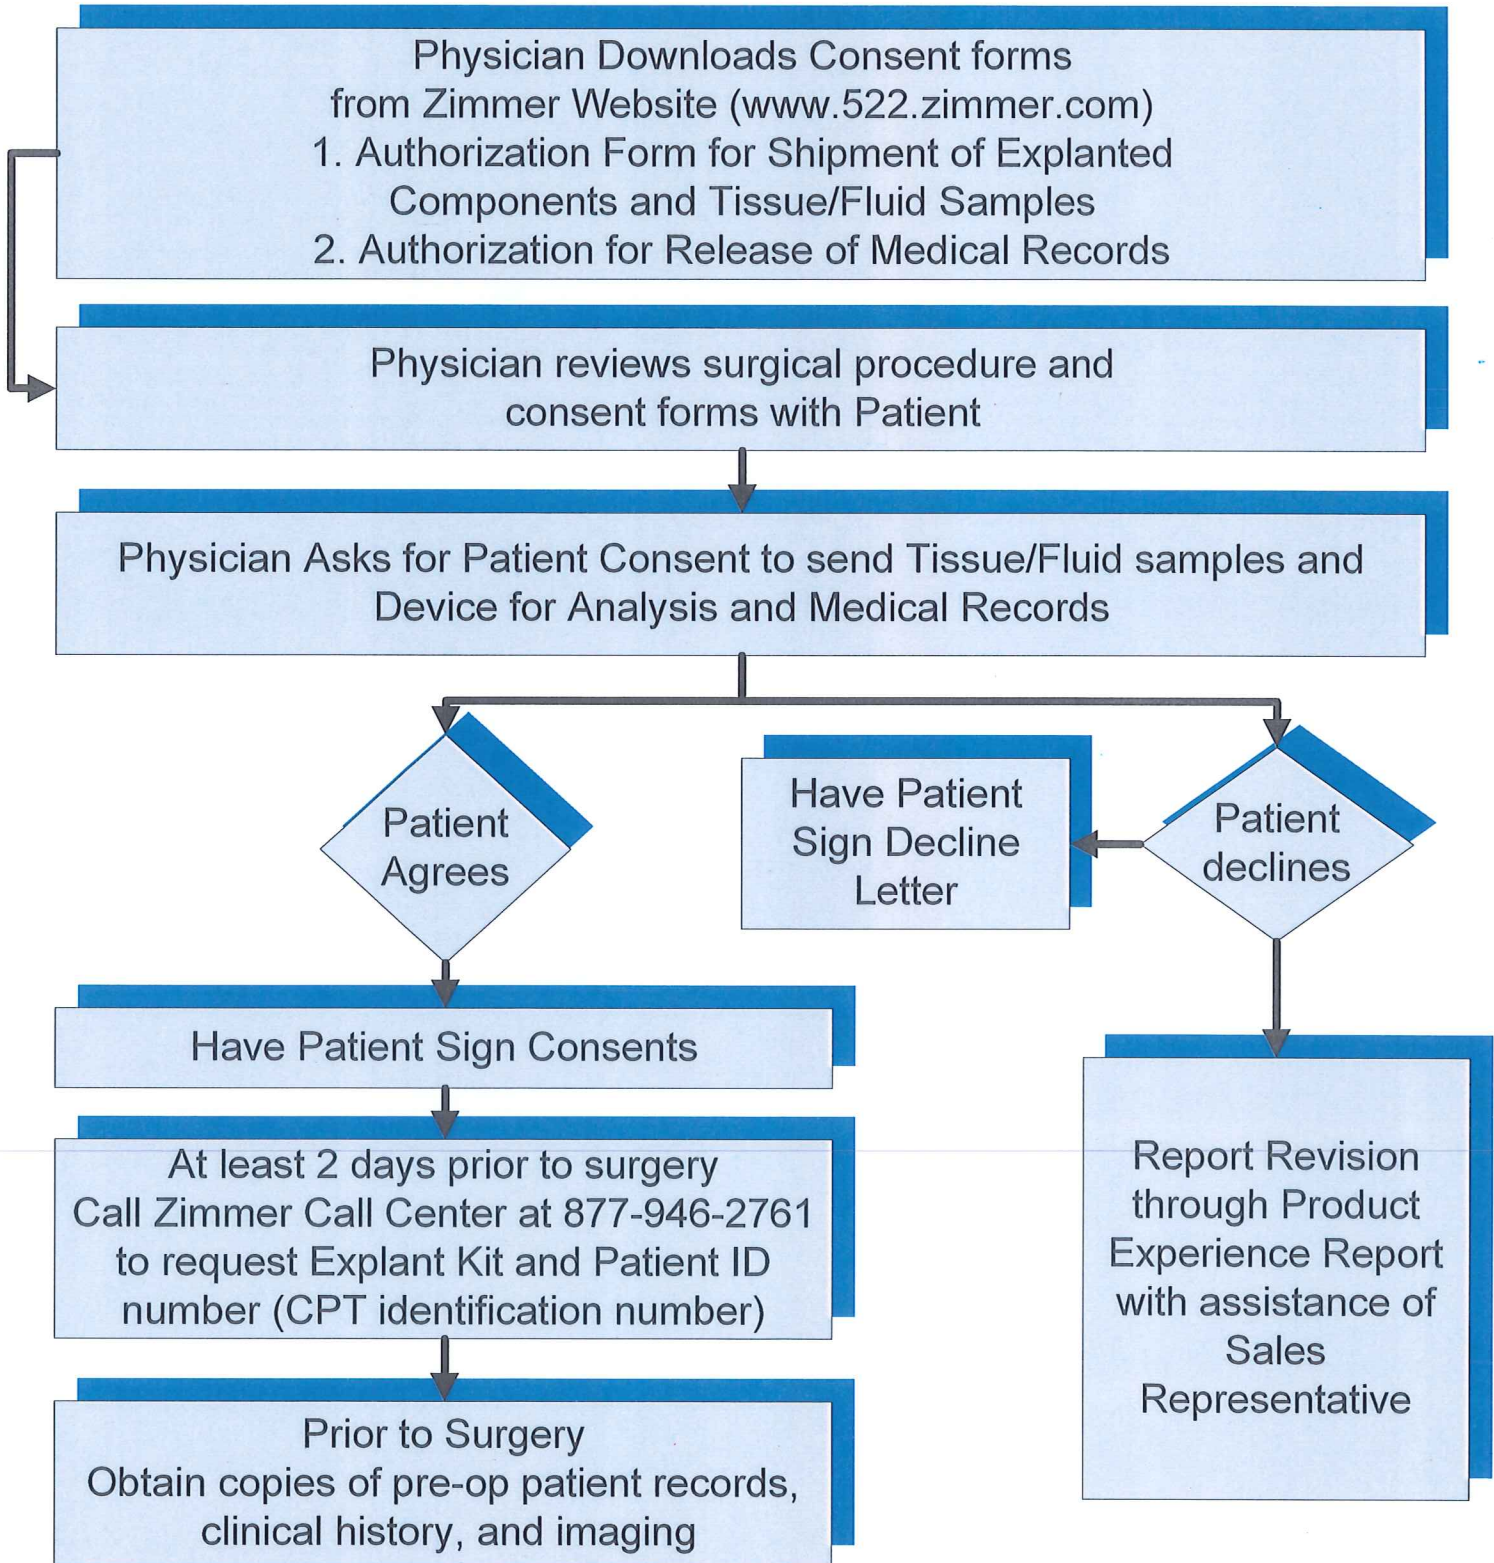 Physician Downloads Consent forms
from Zimmer Website (www.522.zimmer.com)
1. Authorization Form for Shipment of Explanted
Components and Tissue/Fluid Samples
2. Authorization for Release of Medical Records
Physician reviews surgical procedure and
consent forms with Patient
Physician Asks for Patient Consent to send Tissue/Fluid samples and
Device for Analysis and Medical Records
Patient
Agrees
Have Patient
Sign Decline
Letter
Patient
declines
Have Patient Sign Consents
At least 2 days prior to surgery
Call Zimmer Call Center at 877-946-2761
to request Explant Kit and Patient ID
number (CPT identification number)
Prior to Surgery
Obtain copies of pre-op patient records,
clinical history, and imaging
Report Revision
through Product
Experience Report
with assistance of
Sales
Representative